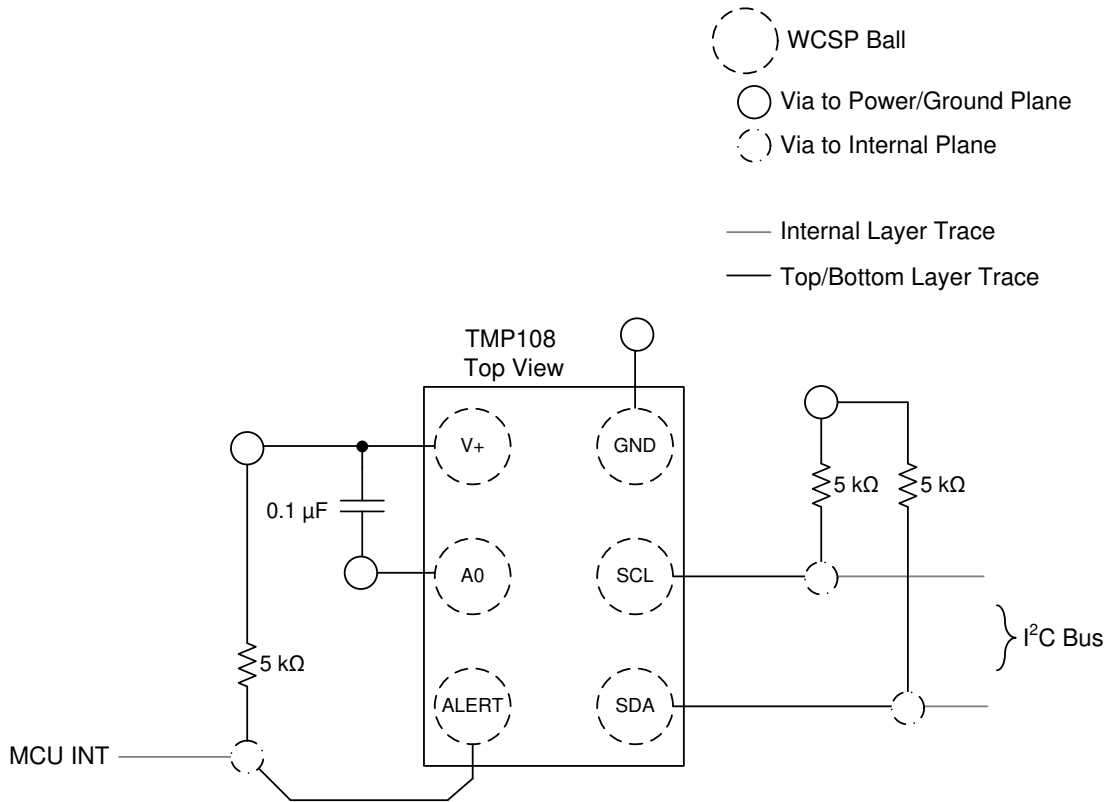 WCSP Ball
Via to Power/Ground Plane
Via to Internal Plane
Internal Layer Trace
Top/Bottom Layer Trace
TMP108
Top View
V+
GND
0.1 µF
5 kΩ
5 kΩ
A0
SCL
I²C Bus
5 kΩ
ALERT
SDA
MCU INT